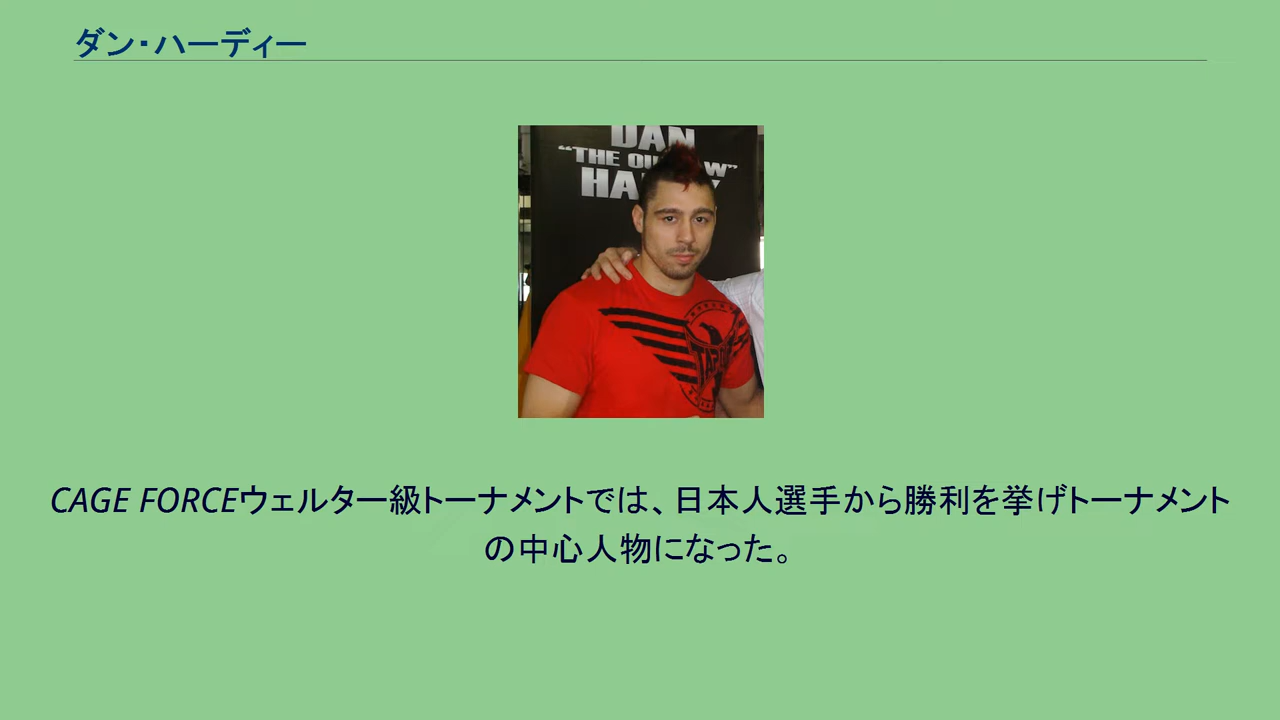 ダン・ハーディー
DAN
"THE OU W"
HA
TAPO
CAGE FORCEウェルター級トーナメントでは、日本人選手から勝利を挙げトーナメント
の中心人物になった。